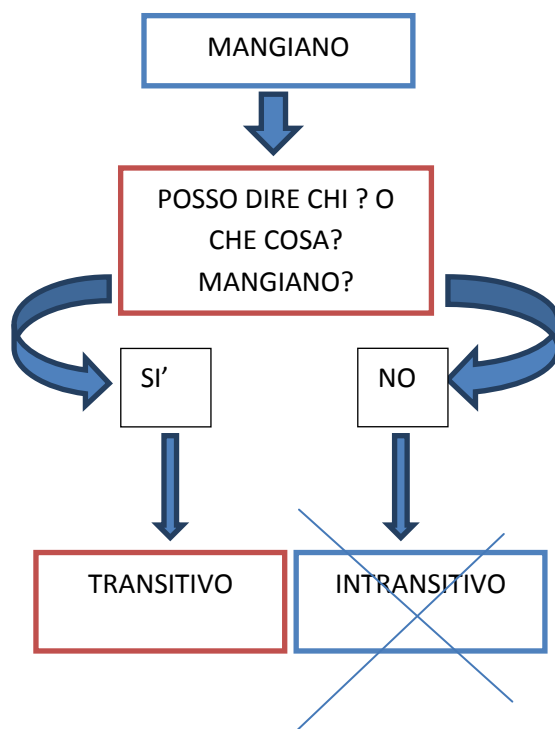 MANGIANO
POSSO DIRE CHI ? O
CHE COSA?
MANGIANO?
SI’
NO
TRANSITIVO
INTRANSITIVO